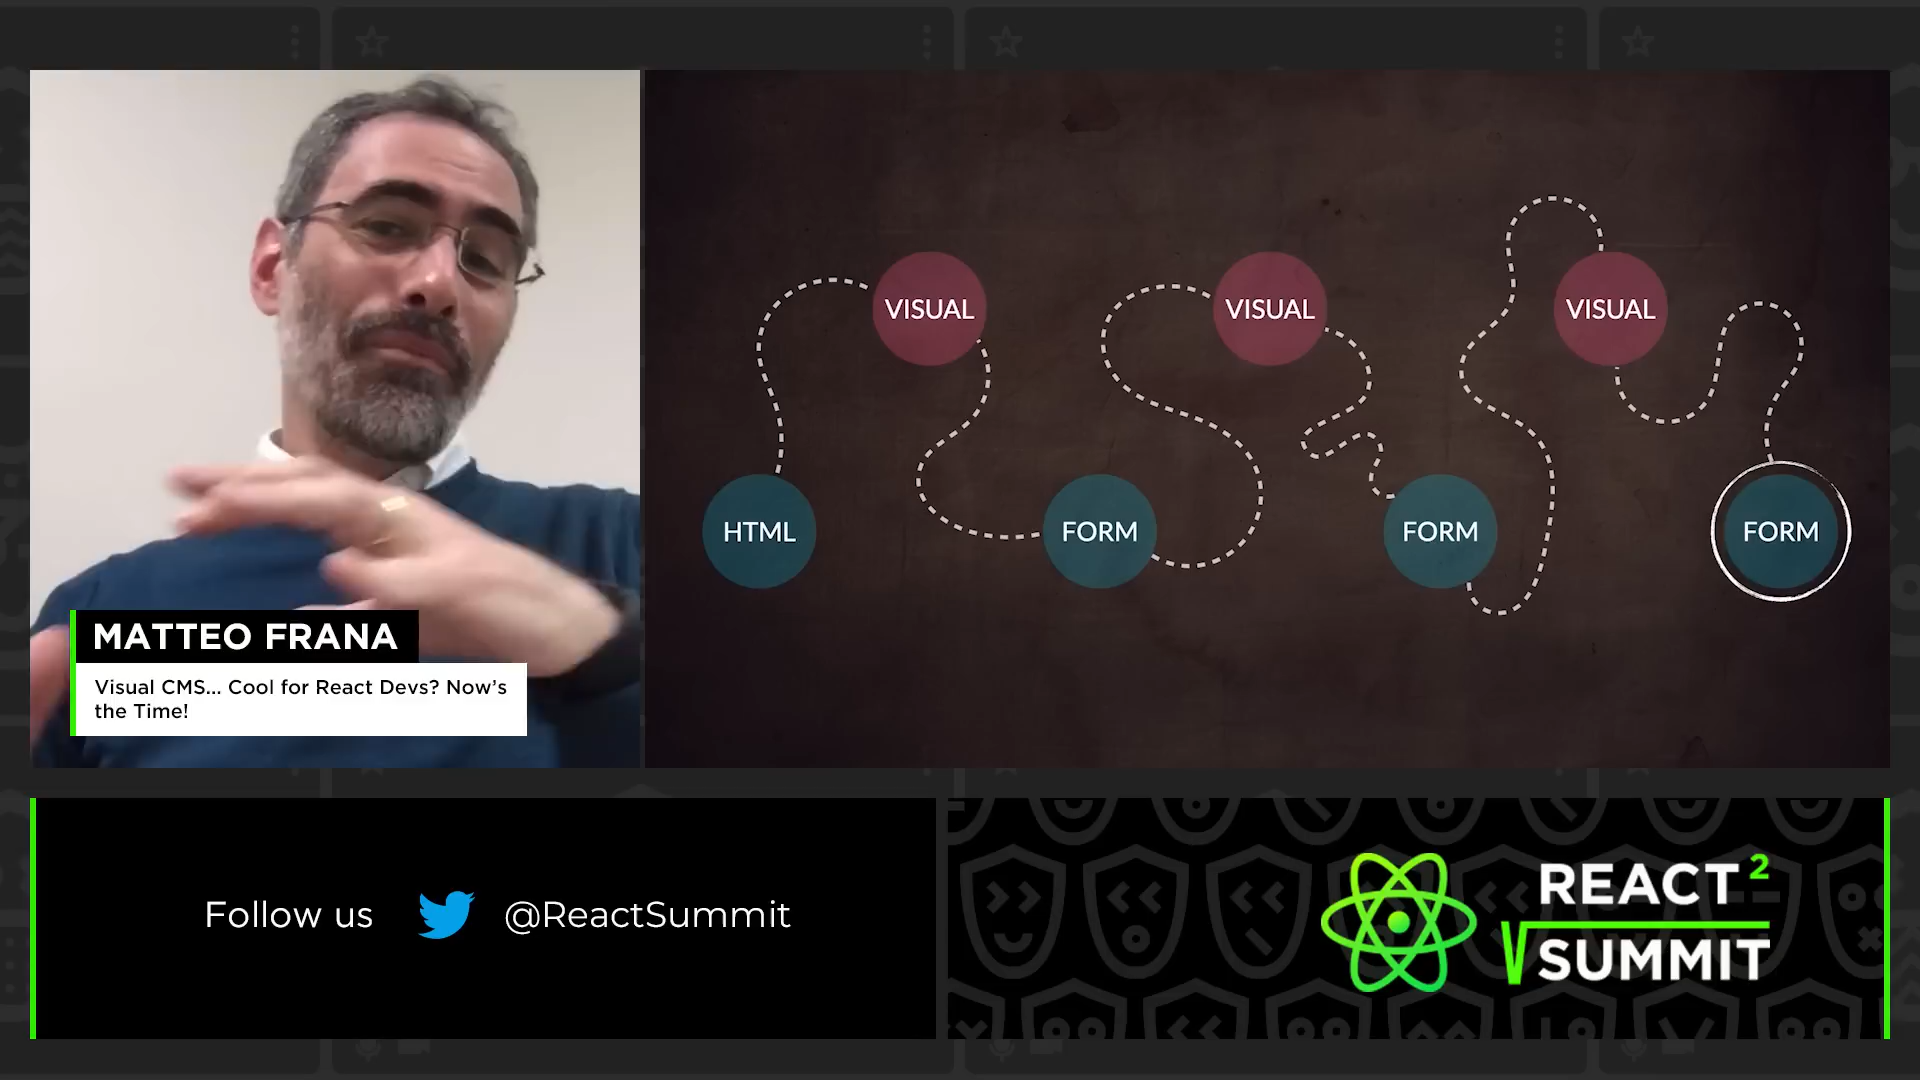 VISUAL
VISUAL
VISUAL
HTML
FORM
FORM
FORM
MATTEO FRANA
Visual CMS... Cool for React Devs? Now's
the Time!
Follow us
@ReactSummit
REACT 2
SUMMIT